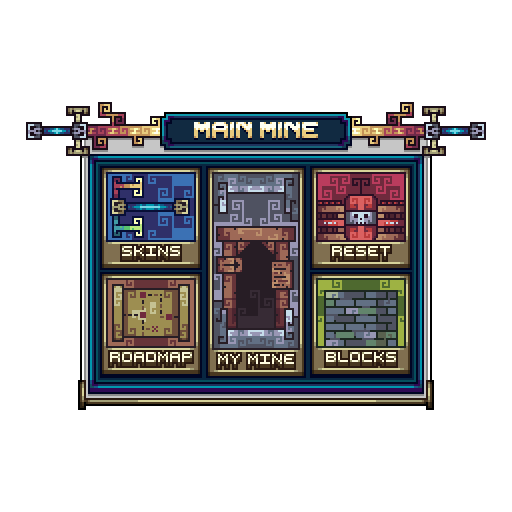 MAIN MINE
SKINS
RESET
ROADMAP
MY MINE
BLOCKS